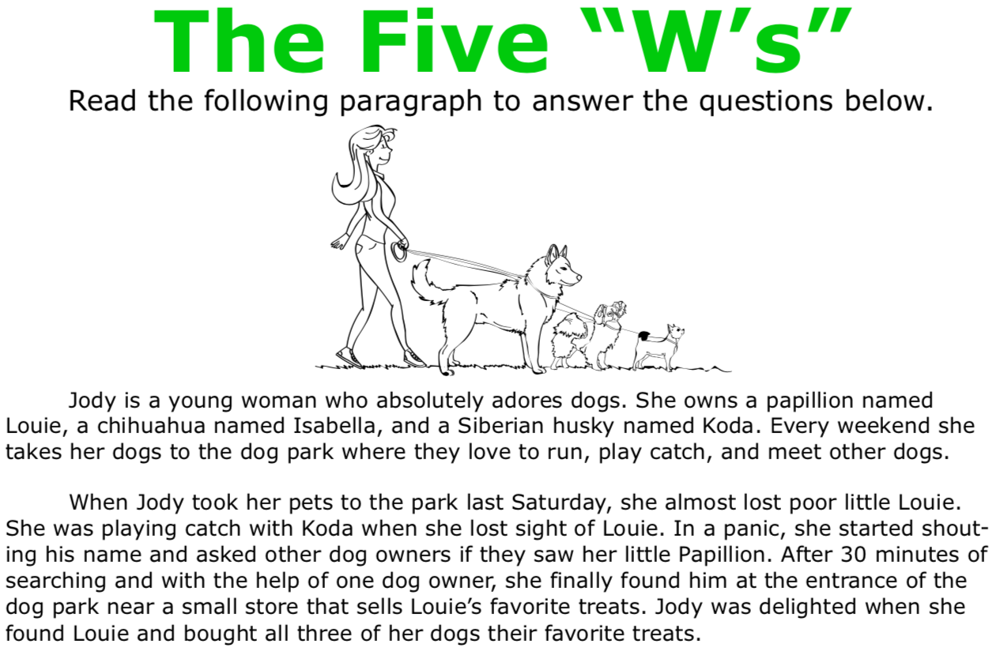 The Five “W’s”
Read the following paragraph to answer the questions below.
Jody is a young woman who absolutely adores dogs. She owns a papillion named
Louie, a chihuahua named Isabella, and a Siberian husky named Koda. Every weekend she
takes her dogs to the dog park where they love to run, play catch, and meet other dogs.
When Jody took her pets to the park last Saturday, she almost lost poor little Louie.
She was playing catch with Koda when she lost sight of Louie. In a panic, she started shout-
ing his name and asked other dog owners if they saw her little Papillion. After 30 minutes of
searching and with the help of one dog owner, she finally found him at the entrance of the
dog park near a small store that sells Louie’s favorite treats. Jody was delighted when she
found Louie and bought all three of her dogs their favorite treats.